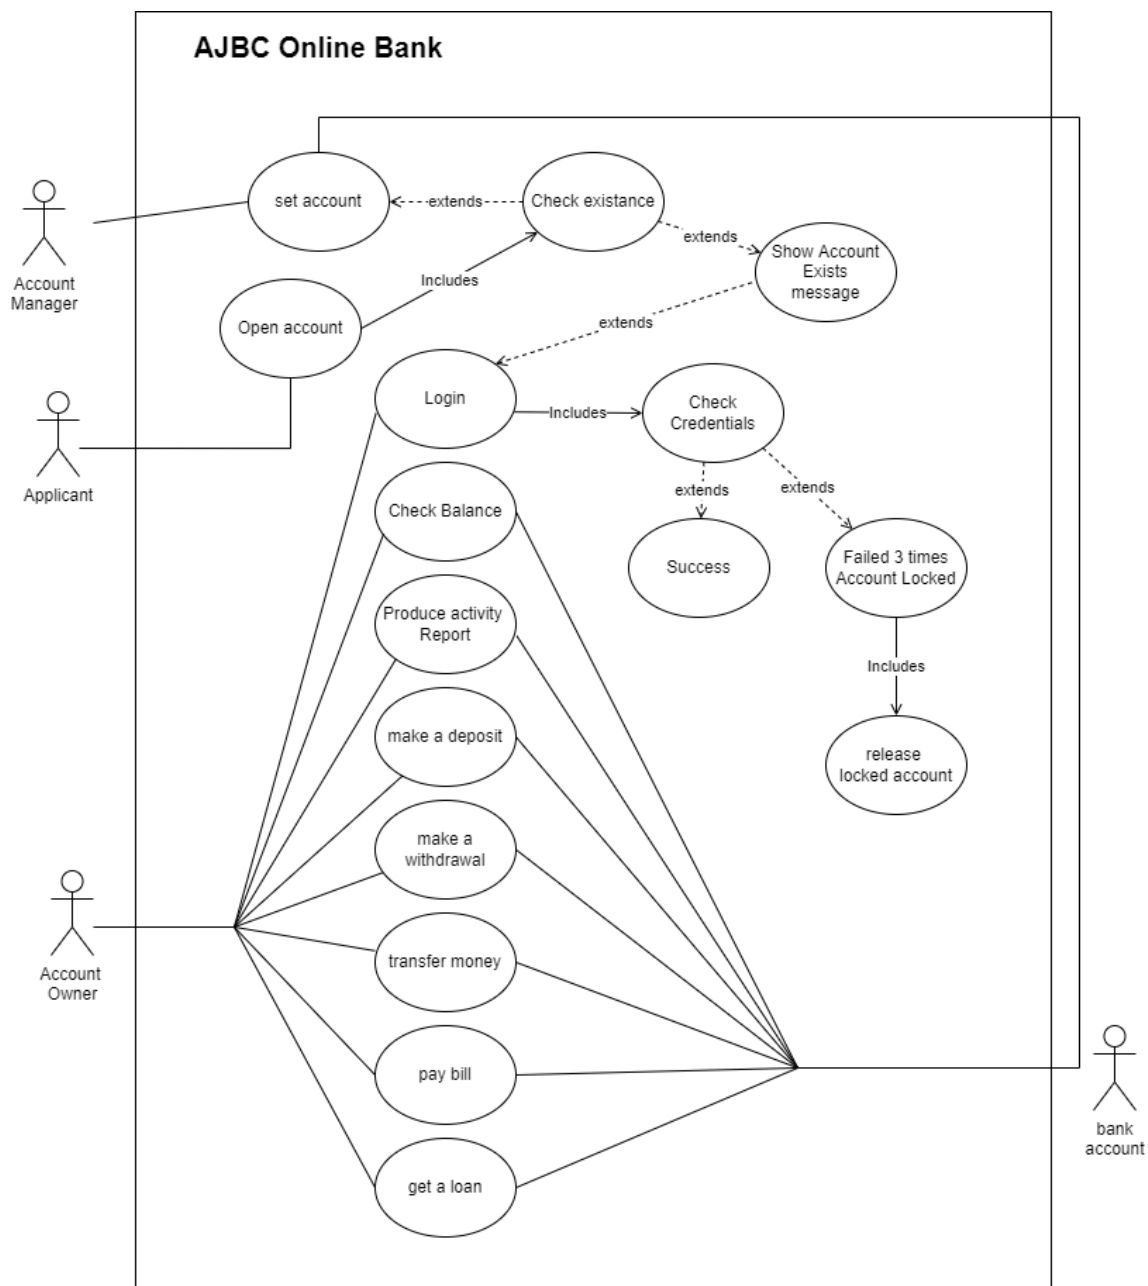 AJBC Online Bank
set account
extends
Check existance
extends
Show Account
Exists
message
Account
Manager
Includes
Open account
extends
Login
Includes
Check
Credentials
Applicant
extends
extends
Check Balance
Success
Failed 3 times
Account Locked
Produce activity
Report
Includes
make a deposit
release
locked account
make a
withdrawal
Account
Owner
transfer money
pay bill
bank
account
get a loan